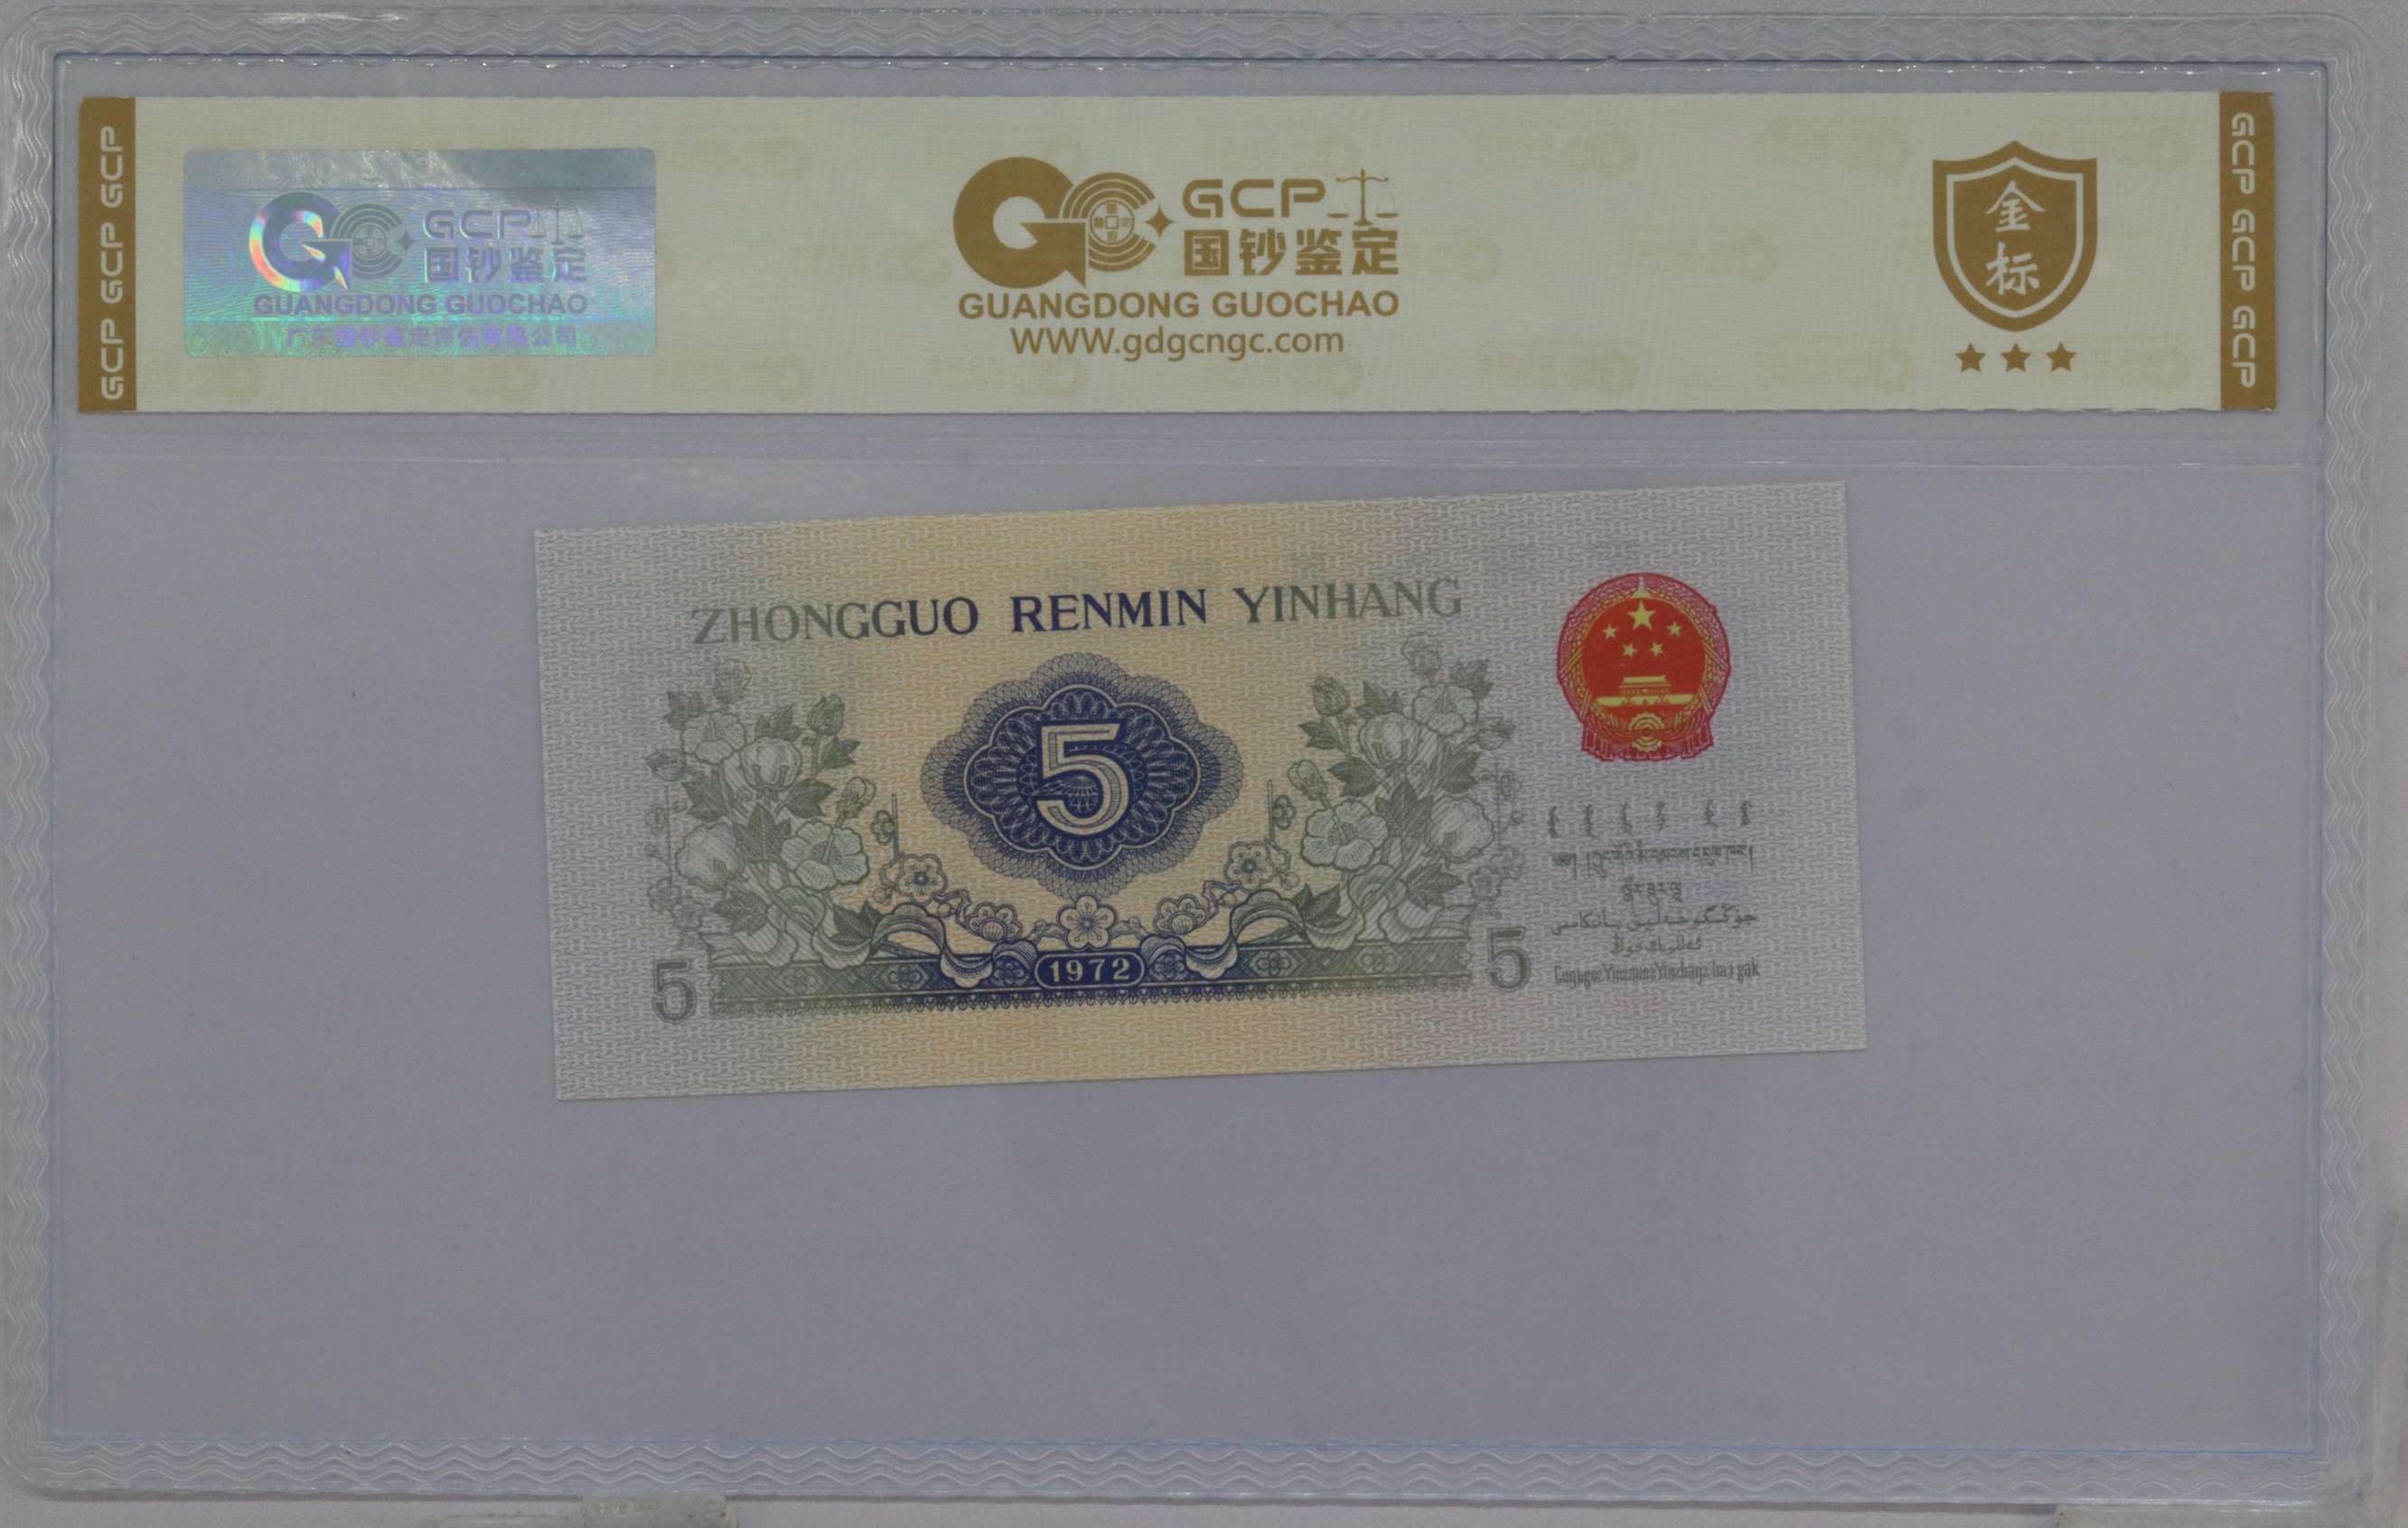 GCP GCP GCP
GCP
国钞鉴定
GUANGDONG GUOCHAO
广东国钞鉴定评估有限公司
GCP
国钞鉴定
GUANGDONG GUOCHAO
WWW.gdgcngc.com
金
标
GCP GCP GCP
ZHONGGUO RENMIN YINHANG
5
1972
5
5